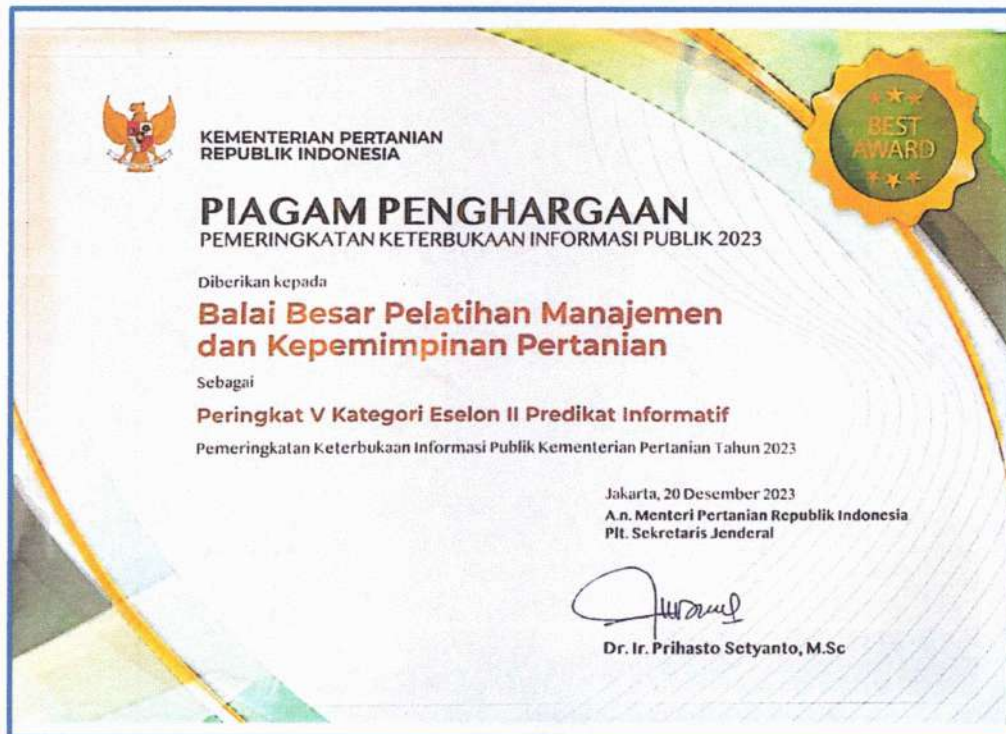 KEMENTERIAN PERTANIAN
REPUBLIK INDONESIA
BEST
AWARD
PIAGAM PENGHARGAAN
PEMERINGKATAN KETERBUKAAN INFORMASI PUBLIK 2023
Diberikan kepada
Balai Besar Pelatihan Manajemen
dan Kepemimpinan Pertanian
Sebagai
Peringkat V Kategori Eselon II Predikat Informatif
Pemeringkatan Keterbukaan Informasi Publik Kementerian Pertanian Tahun 2023
Jakarta, 20 Desember 2023
A.n. Menteri Pertanian Republik Indonesia
Plt. Sekretaris Jenderal
Dr. Ir. Prihasto Setyanto, M.Sc